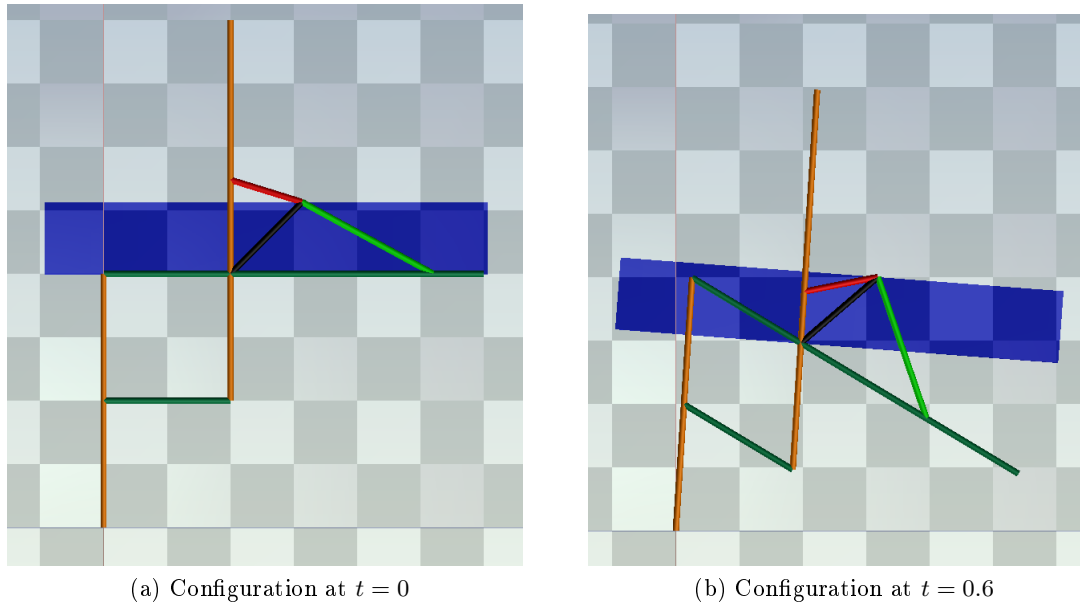 (a) Configuration at t = 0
(b) Configuration at t = 0.6